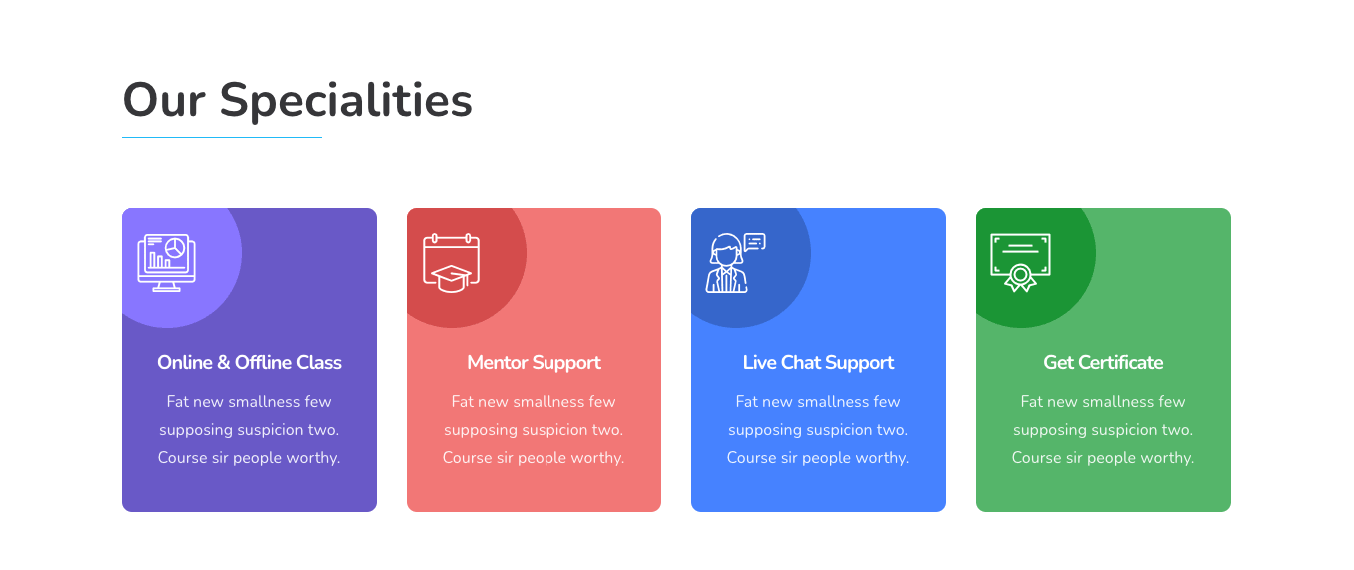 Our Specialities
Online & Offline Class
Fat new smallness few
supposing suspicion two.
Course sir people worthy.
Mentor Support
Fat new smallness few
supposing suspicion two.
Course sir people worthy.
Live Chat Support
Fat new smallness few
supposing suspicion two.
Course sir people worthy.
Get Certificate
Fat new smallness few
supposing suspicion two.
Course sir people worthy.